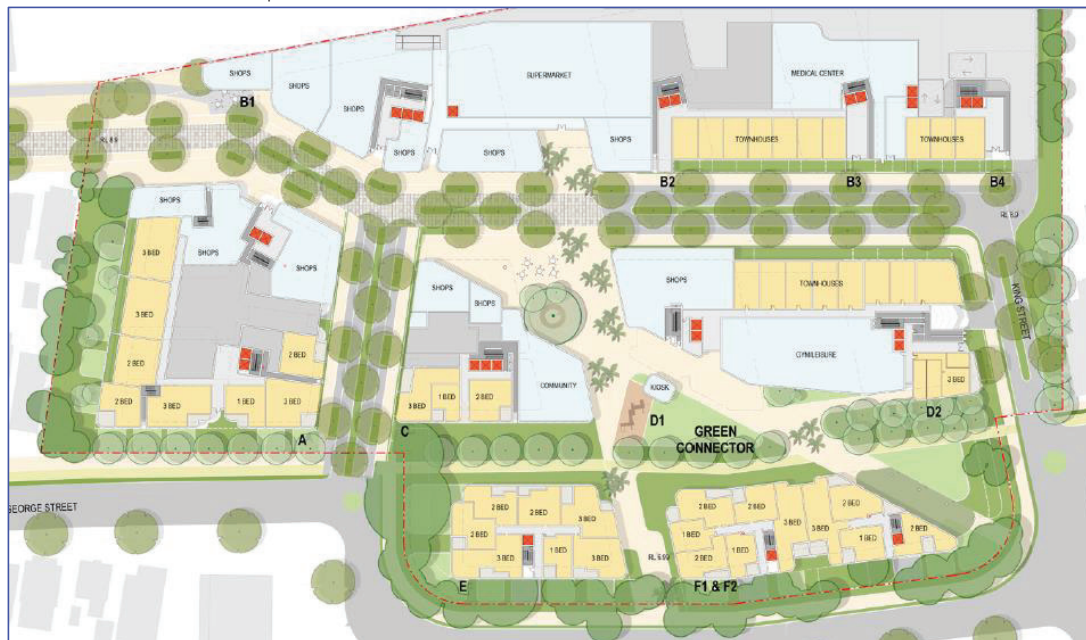 SHOPS
SHOPS
SHOPS
B1
SUPERMARKET
MEDICAL CENTER
SHOPS
SHOPS
SHOPS
TOWNHOUSES
TOWNHOUSES
B2
B3
B4
SHOPS
SHOPS
SHOPS
3 BED
3 BED
2 BED
2 BED
3 BED
1 BED
3 BED
2 BED
A
SHOPS
SHOPS
COMMUNITY
3 BED
1 BED
2 BED
C
SHOPS
TOWNHOUSES
GYM/LEISURE
KIOSK
3 BED
D1
D2
GREEN
CONNECTOR
KING STREET
GEORGE STREET
2 BED
2 BED
2 BED
3 BED
2 BED
3 BED
1 BED
3 BED
E
2 BED
2 BED
1 BED
2 BED
1 BED
3 BED
3 BED
2 BED
1 BED
2 BED
F1 & F2